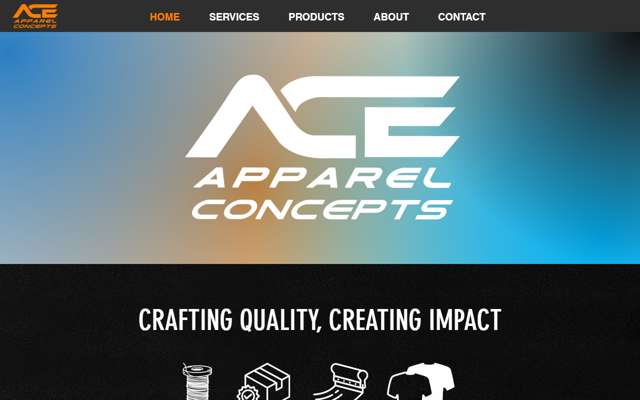 ACE
APPAREL
CONCEPTS
HOME SERVICES PRODUCTS ABOUT CONTACT
ACE
APPAREL
CONCEPTS
CRAFTING QUALITY, CREATING IMPACT